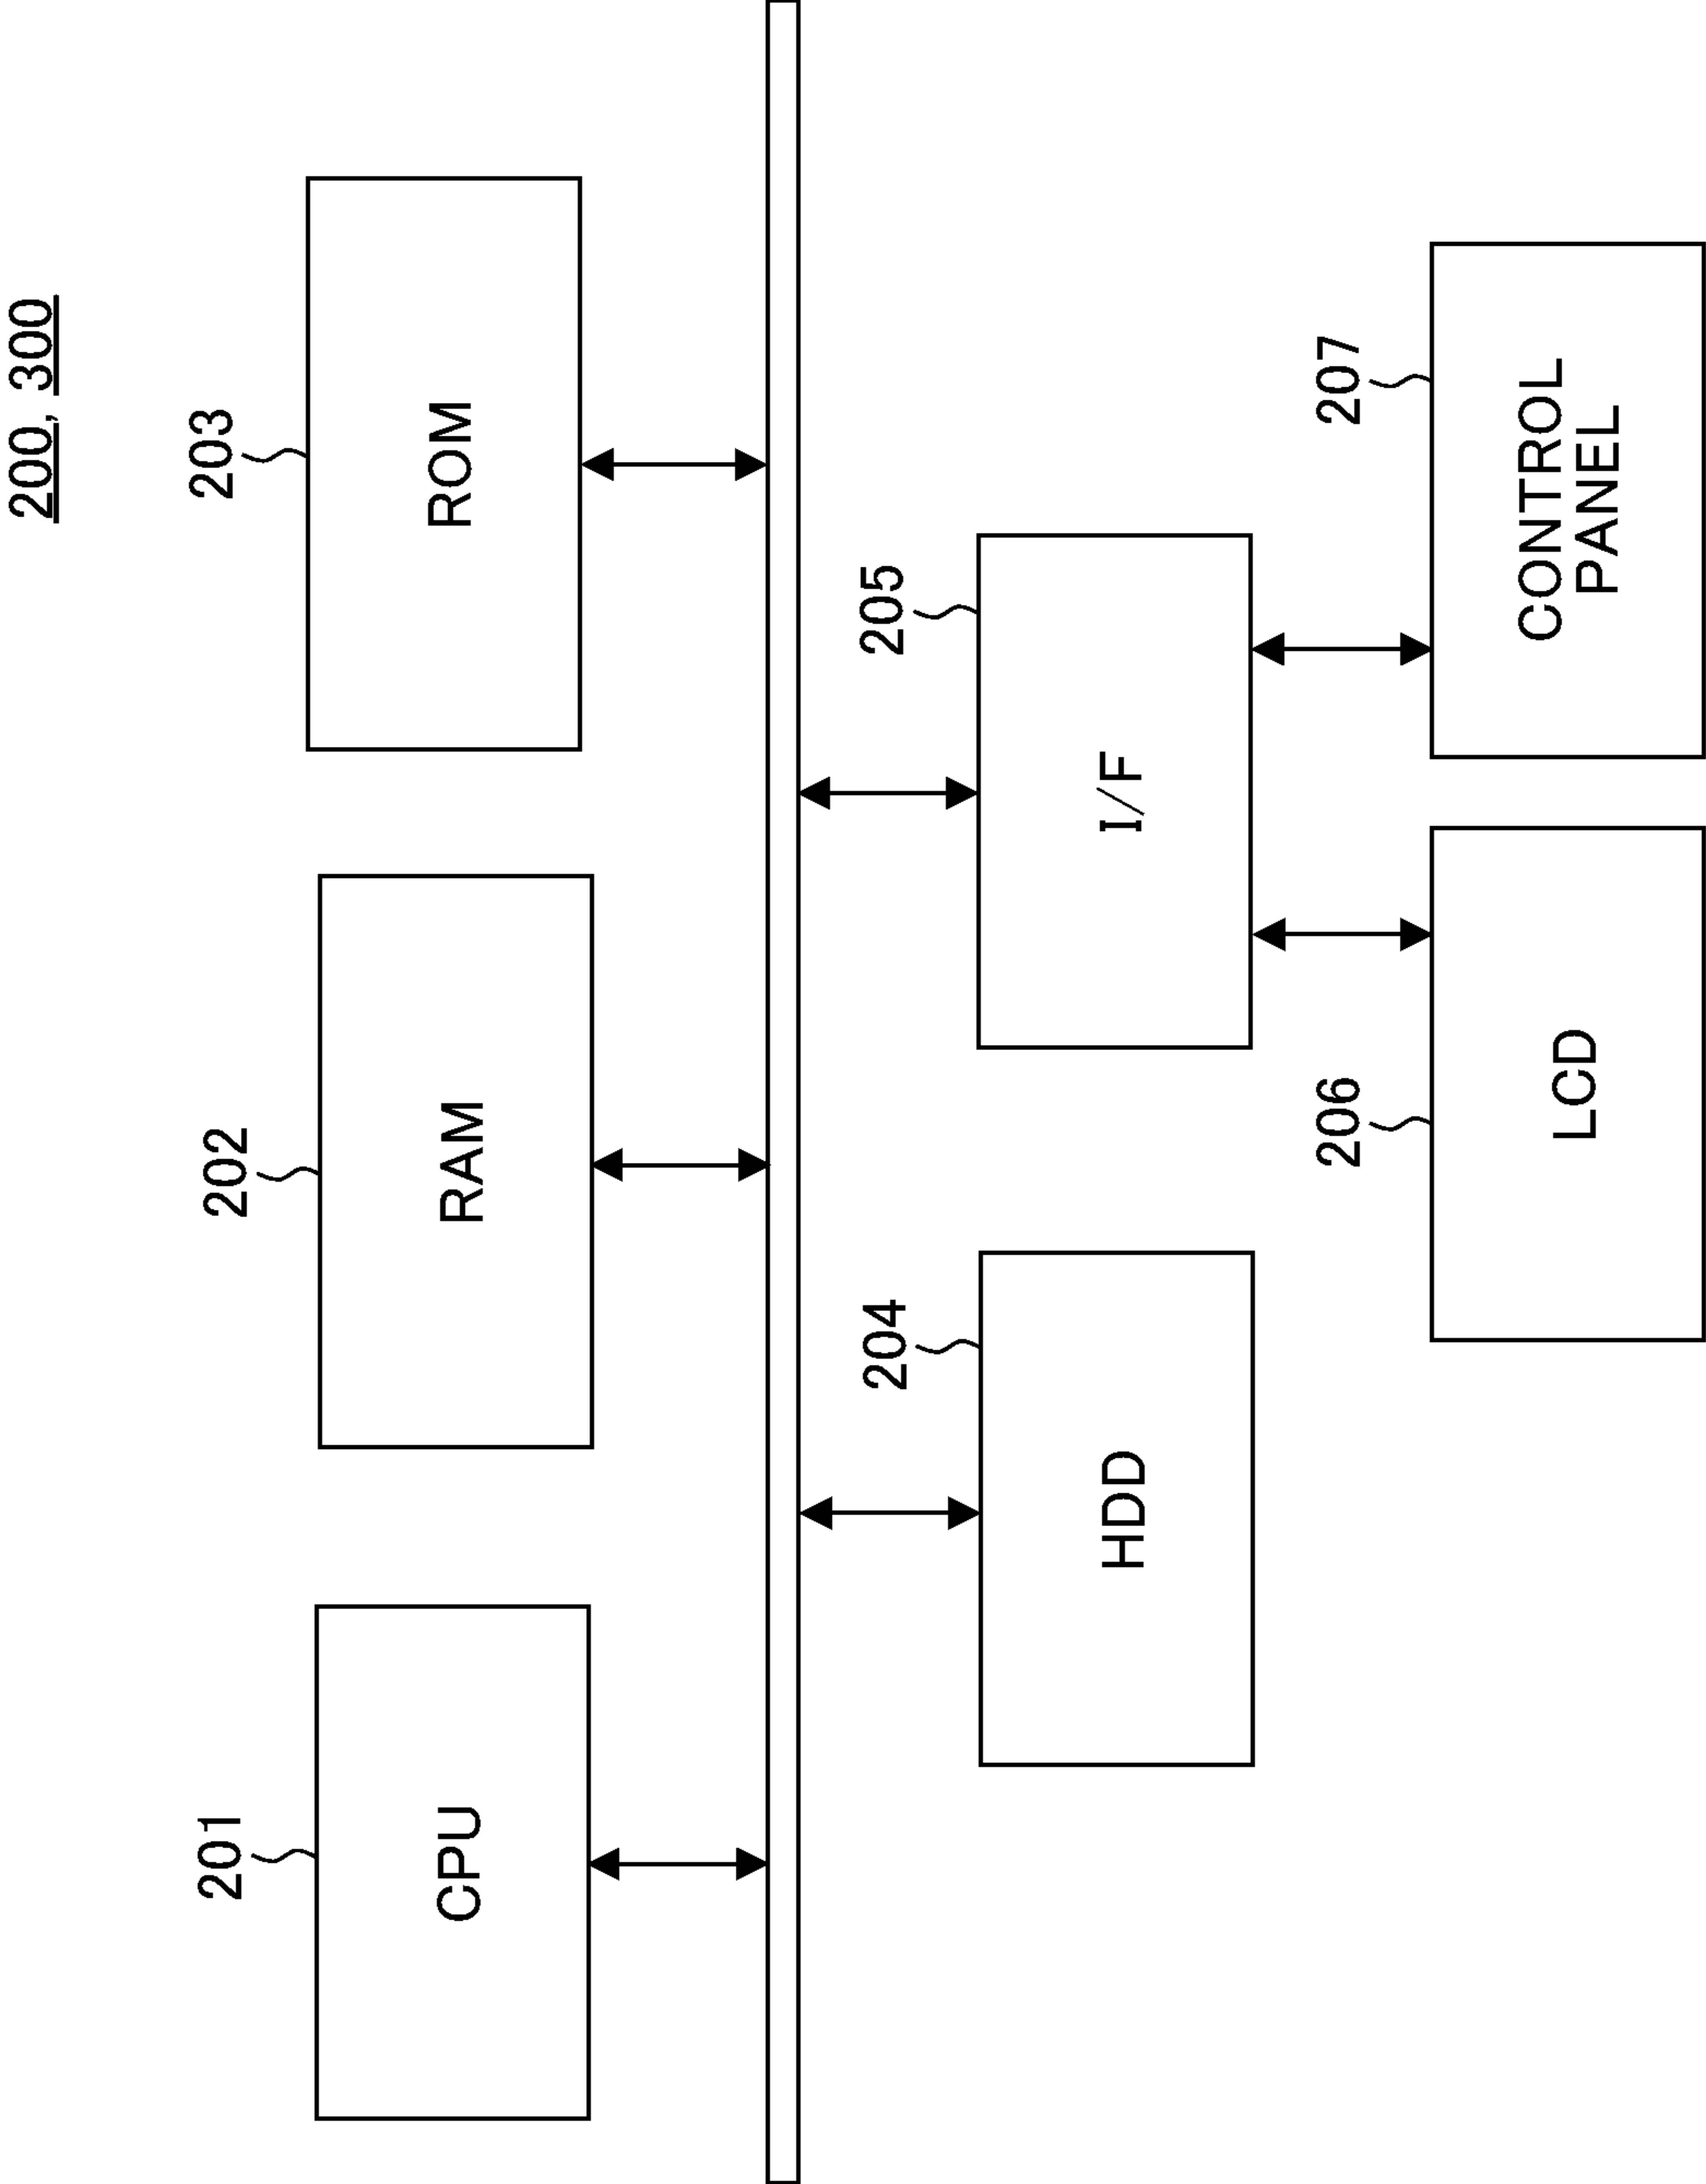 200, 300
201
CPU
202
RAM
203
ROM
204
HDD
205
I/F
206
LCD
207
CONTROL
PANEL